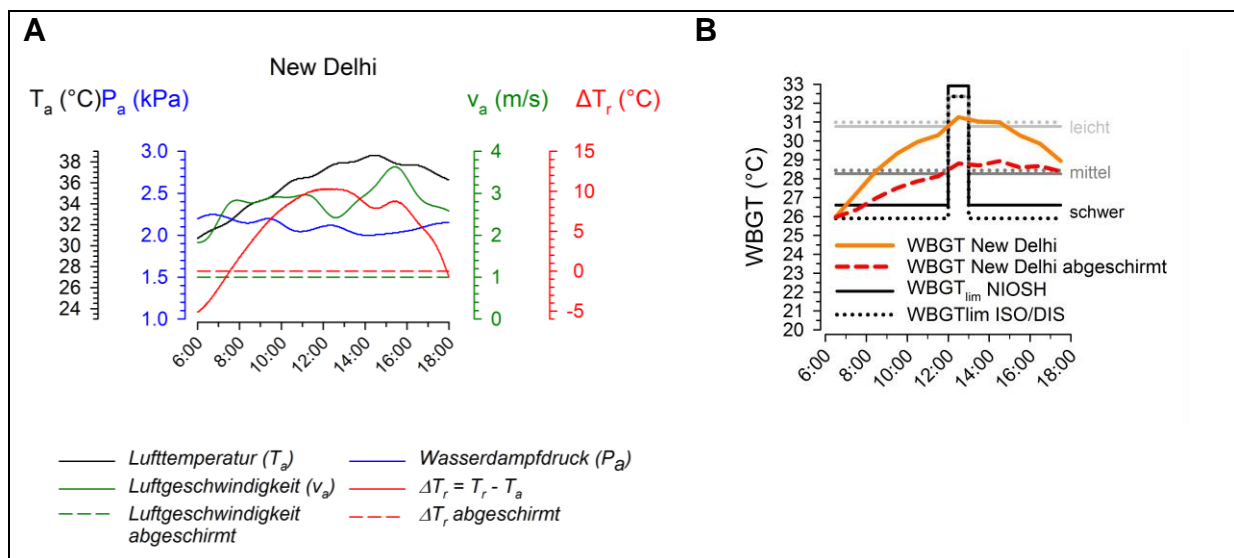 A
New Delhi
Tₐ (°C) Pₐ (kPa) vₐ (m/s) ΔTᵣ (°C)
38
36
34
32
30
28
26
24
3.0
2.5
2.0
1.5
1.0
4
3
2
1
0
15
10
5
0
-5
6:00 8:00 10:00 12:00 14:00 16:00 18:00
Lufttemperatur (Tₐ)
Luftgeschwindigkeit (vₐ)
Luftgeschwindigkeit
abgeschirmt
Wasserdampfdruck (Pₐ)
ΔTᵣ = Tᵣ - Tₐ
ΔTᵣ abgeschirmt
B
WBGT (°C)
33
32
31
30
29
28
27
26
25
24
23
22
21
20
leicht
mittel
schwer
WBGT New Delhi
WBGT New Delhi abgeschirmt
WBGTlim NIOSH
WBGTlim ISO/DIS
6:00 8:00 10:00 12:00 14:00 16:00 18:00